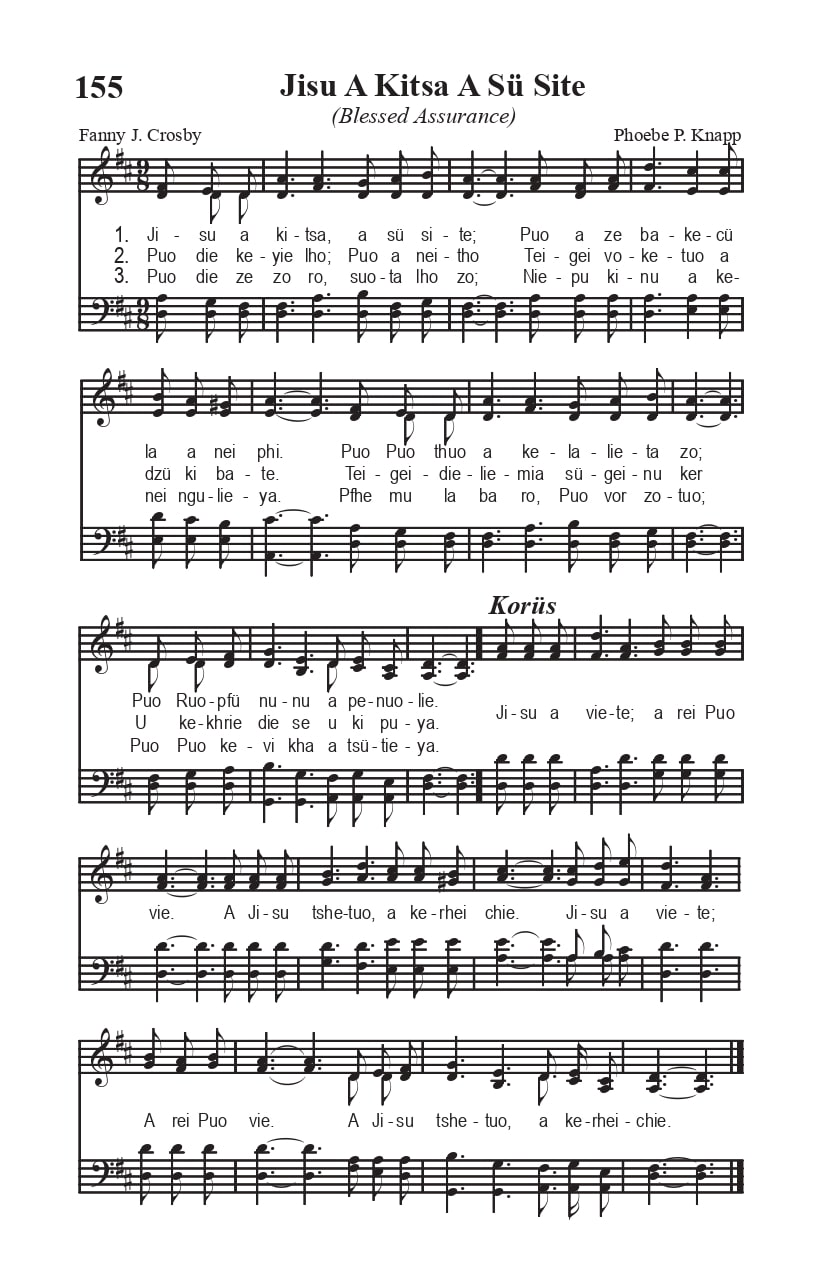 155
Jisu A Kitsa A Sü Site
(Blessed Assurance)
Fanny J. Crosby Phoebe P. Knapp
1. Ji - su a ki - tsa, a sü si - te; Puo a ze ba - ke - cü
2. Puo die ke - yie lho; Puo a nei - tho Tei - gei vo - ke - tuo a
3. Puo die ze zo ro, suo - ta lho zo; Nie - pu ki - nu a ke -
la a nei phi. Puo Puo thuo a ke - la - lie - ta zo;
dzü ki ba - te. Tei - gei - die - lie - mia sü - gei - nu ker
nei ngu - lie - ya. Pfhe mu la ba ro, Puo vor zo - tuo;
Korüs
Puo Ruo - pfü nu - nu a pe - nuo - lie.
U ke - khrie die se u ki pu - ya.
Puo Puo ke - vi kha a tsü - tie - ya.
Ji - su a vie - te; a rei Puo
vie. A Ji - su tshe - tuo, a ke - rhei chie. Ji - su a vie - te;
A rei Puo vie. A Ji - su tshe - tuo, a ke - rhei - chie.